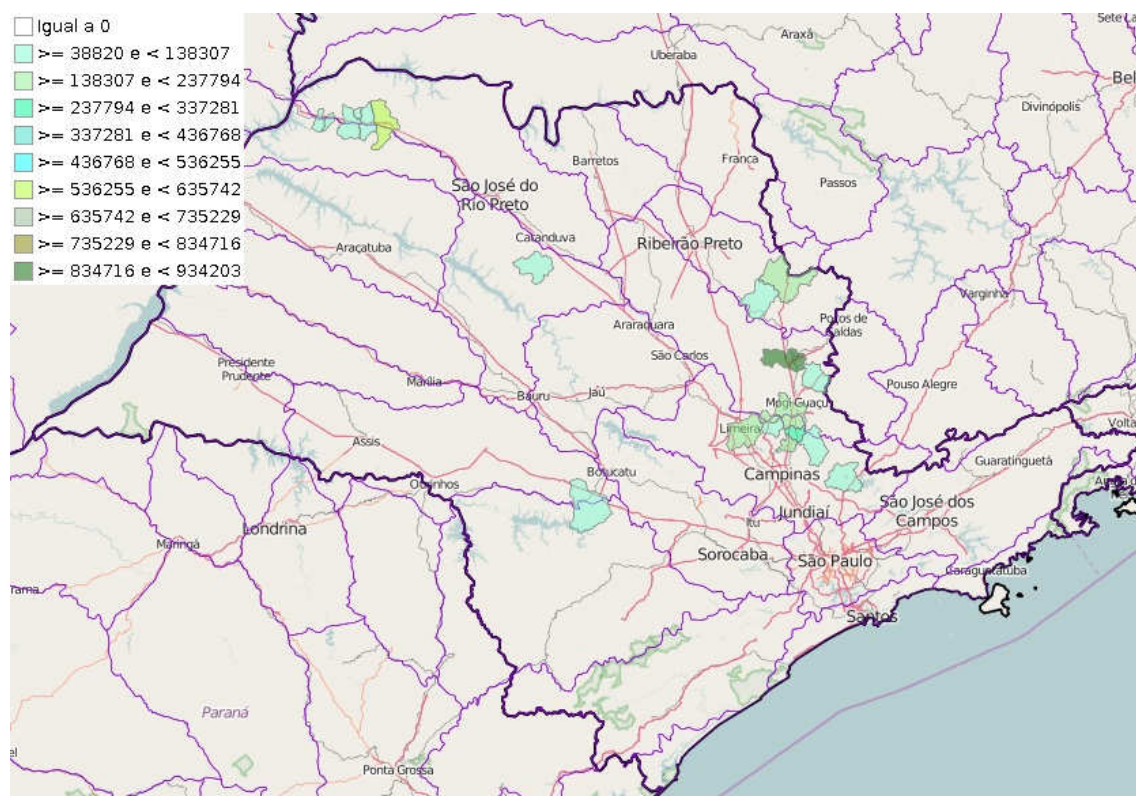 Igual a 0
>= 38820 e < 138307
>= 138307 e < 237794
>= 237794 e < 337281
>= 337281 e < 436768
>= 436768 e < 536255
>= 536255 e < 635742
>= 635742 e < 735229
>= 735229 e < 834716
>= 834716 e < 934203
Sete La
Araxá
Uberaba
Bel
Divinópolis
Barretos
Franca
Passos
São José do
Rio Preto
Catanduva
Ribeirão Preto
Araçatuba
Varginha
Araraquara
Poços de
Caldas
São Carlos
Presidente
Prudente
Marília
Bauru
Jaú
Pouso Alegre
Mogi Guaçu
Limeira
Volta
Assis
Guaratinguetá
Botucatu
Campinas
Ourinhos
São José dos
Campos
Jundiaí
Londrina
Itu
Maringá
Sorocaba
São Paulo
Caraguatatuba
rama
Santos
Paraná
el
Ponta Grossa